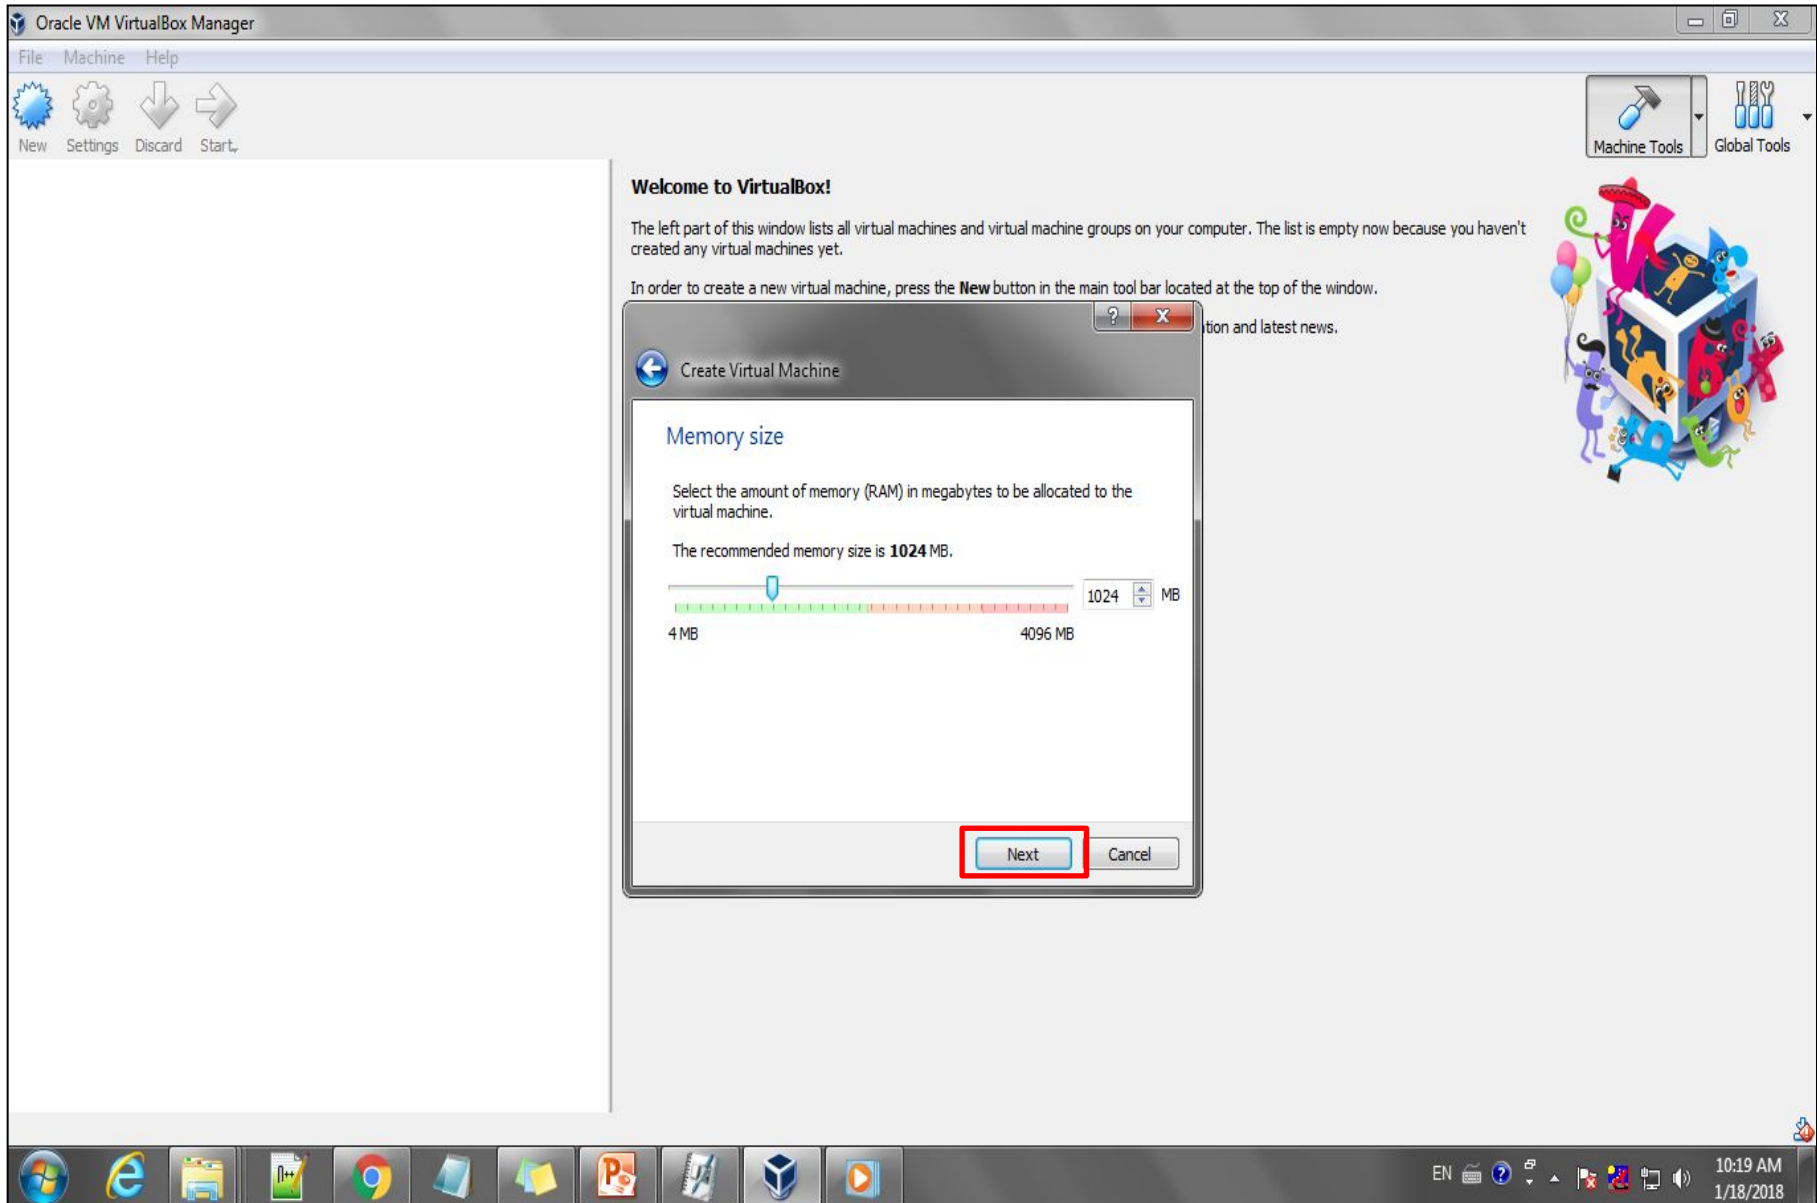 Oracle VM VirtualBox Manager
File Machine Help
New Settings Discard Start
Machine Tools Global Tools
Welcome to VirtualBox!
The left part of this window lists all virtual machines and virtual machine groups on your computer. The list is empty now because you haven't
created any virtual machines yet.
In order to create a new virtual machine, press the New button in the main tool bar located at the top of the window.
tion and latest news.
Create Virtual Machine
Memory size
Select the amount of memory (RAM) in megabytes to be allocated to the
virtual machine.
The recommended memory size is 1024 MB.
1024 MB
4 MB 4096 MB
Next Cancel
EN
10:19 AM
1/18/2018